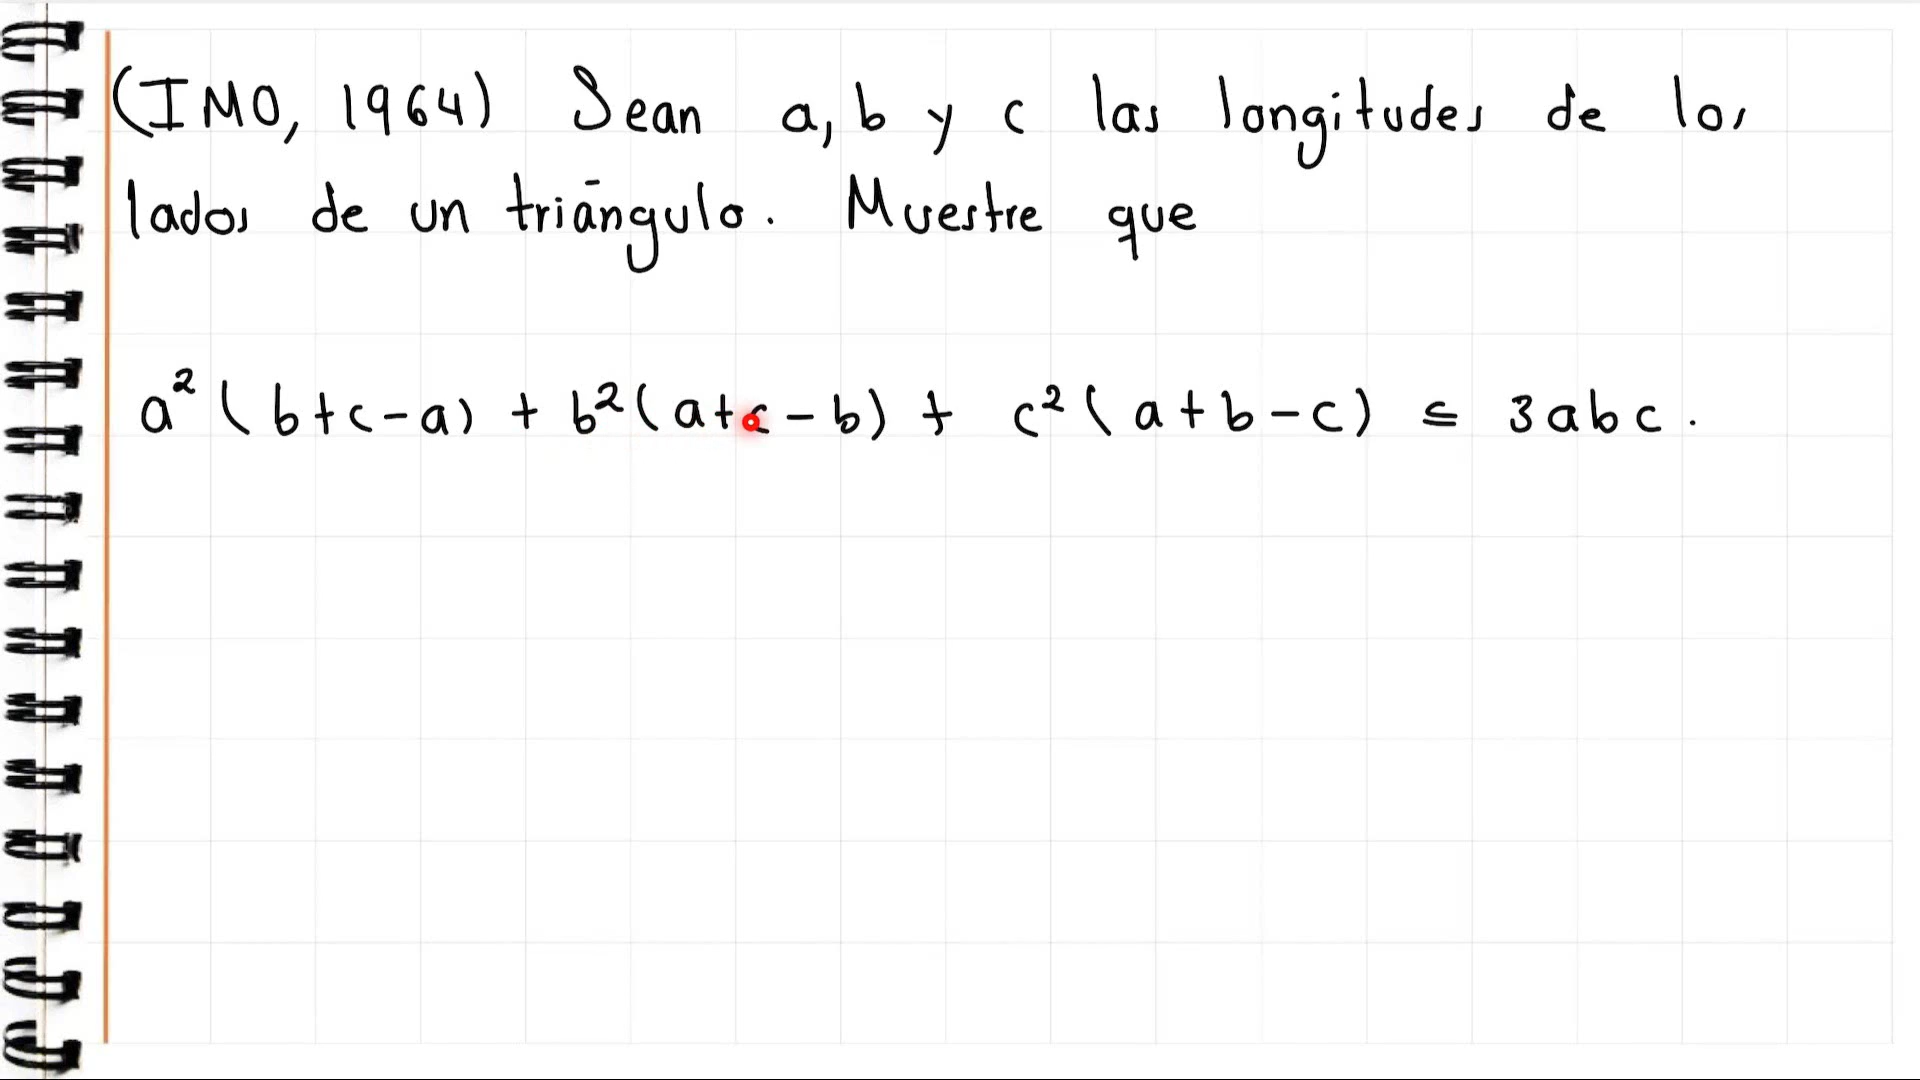 (IMO, 1964) Sean a, b y c las longitudes de los
lados de un triángulo. Muestre que
a² (b+c-a) + b²(a+c-b) + c²(a+b-c) ≤ 3abc.